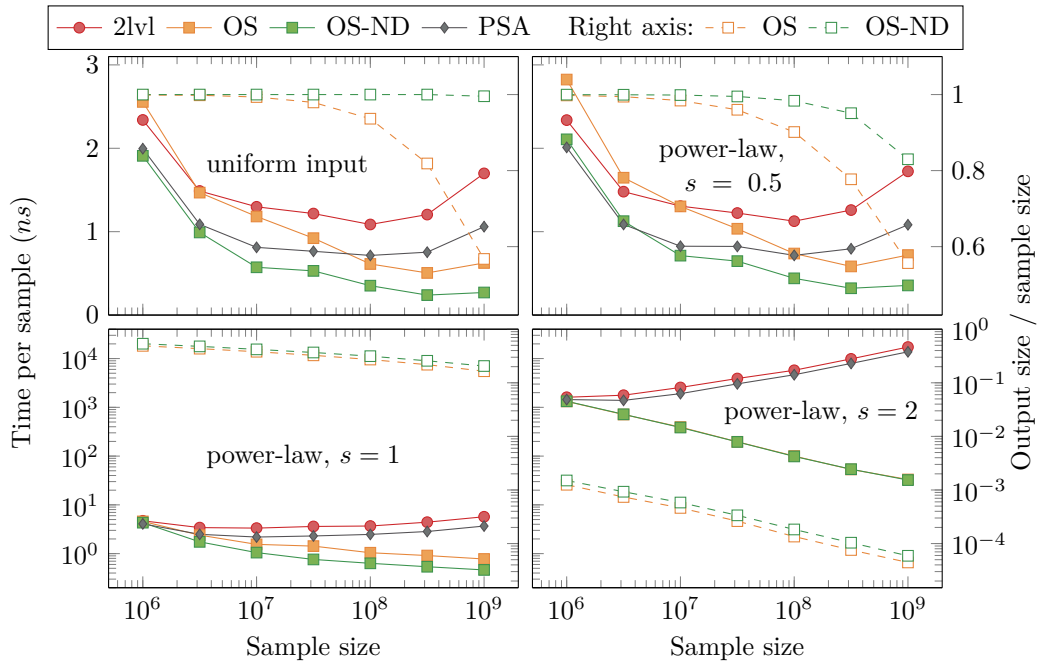 2lvl OS OS-ND PSA Right axis: OS OS-ND
3
2
1
0
uniform input
power-law,
s = 0.5
1
0.8
0.6
Time per sample (ns)
Output size / sample size
10^4
10^3
10^2
10^1
10^0
power-law, s = 1
power-law, s = 2
10^0
10^−1
10^−2
10^−3
10^−4
10^6 10^7 10^8 10^9
10^6 10^7 10^8 10^9
Sample size
Sample size